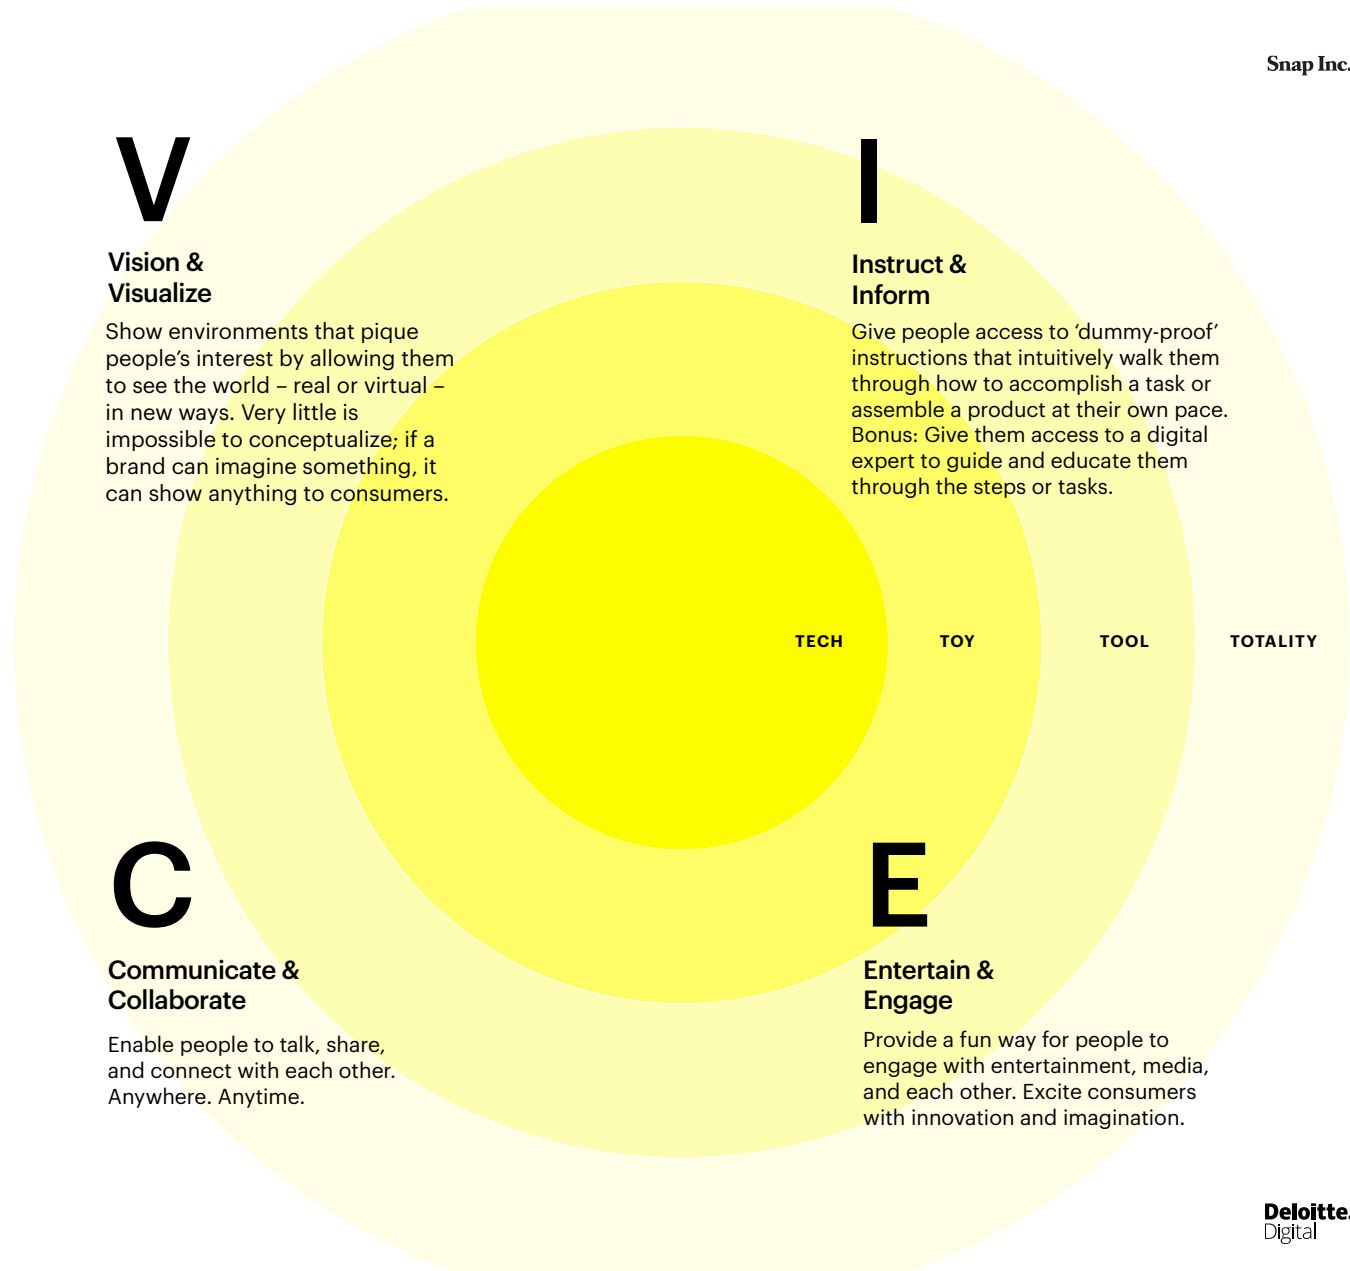 Snap Inc.
V
Vision &
Visualize
Show environments that pique
people’s interest by allowing them
to see the world – real or virtual –
in new ways. Very little is
impossible to conceptualize; if a
brand can imagine something, it
can show anything to consumers.
I
Instruct &
Inform
Give people access to ‘dummy-proof’
instructions that intuitively walk them
through how to accomplish a task or
assemble a product at their own pace.
Bonus: Give them access to a digital
expert to guide and educate them
through the steps or tasks.
TECH TOY TOOL TOTALITY
C
Communicate &
Collaborate
Enable people to talk, share,
and connect with each other.
Anywhere. Anytime.
E
Entertain &
Engage
Provide a fun way for people to
engage with entertainment, media,
and each other. Excite consumers
with innovation and imagination.
Deloitte.
Digital